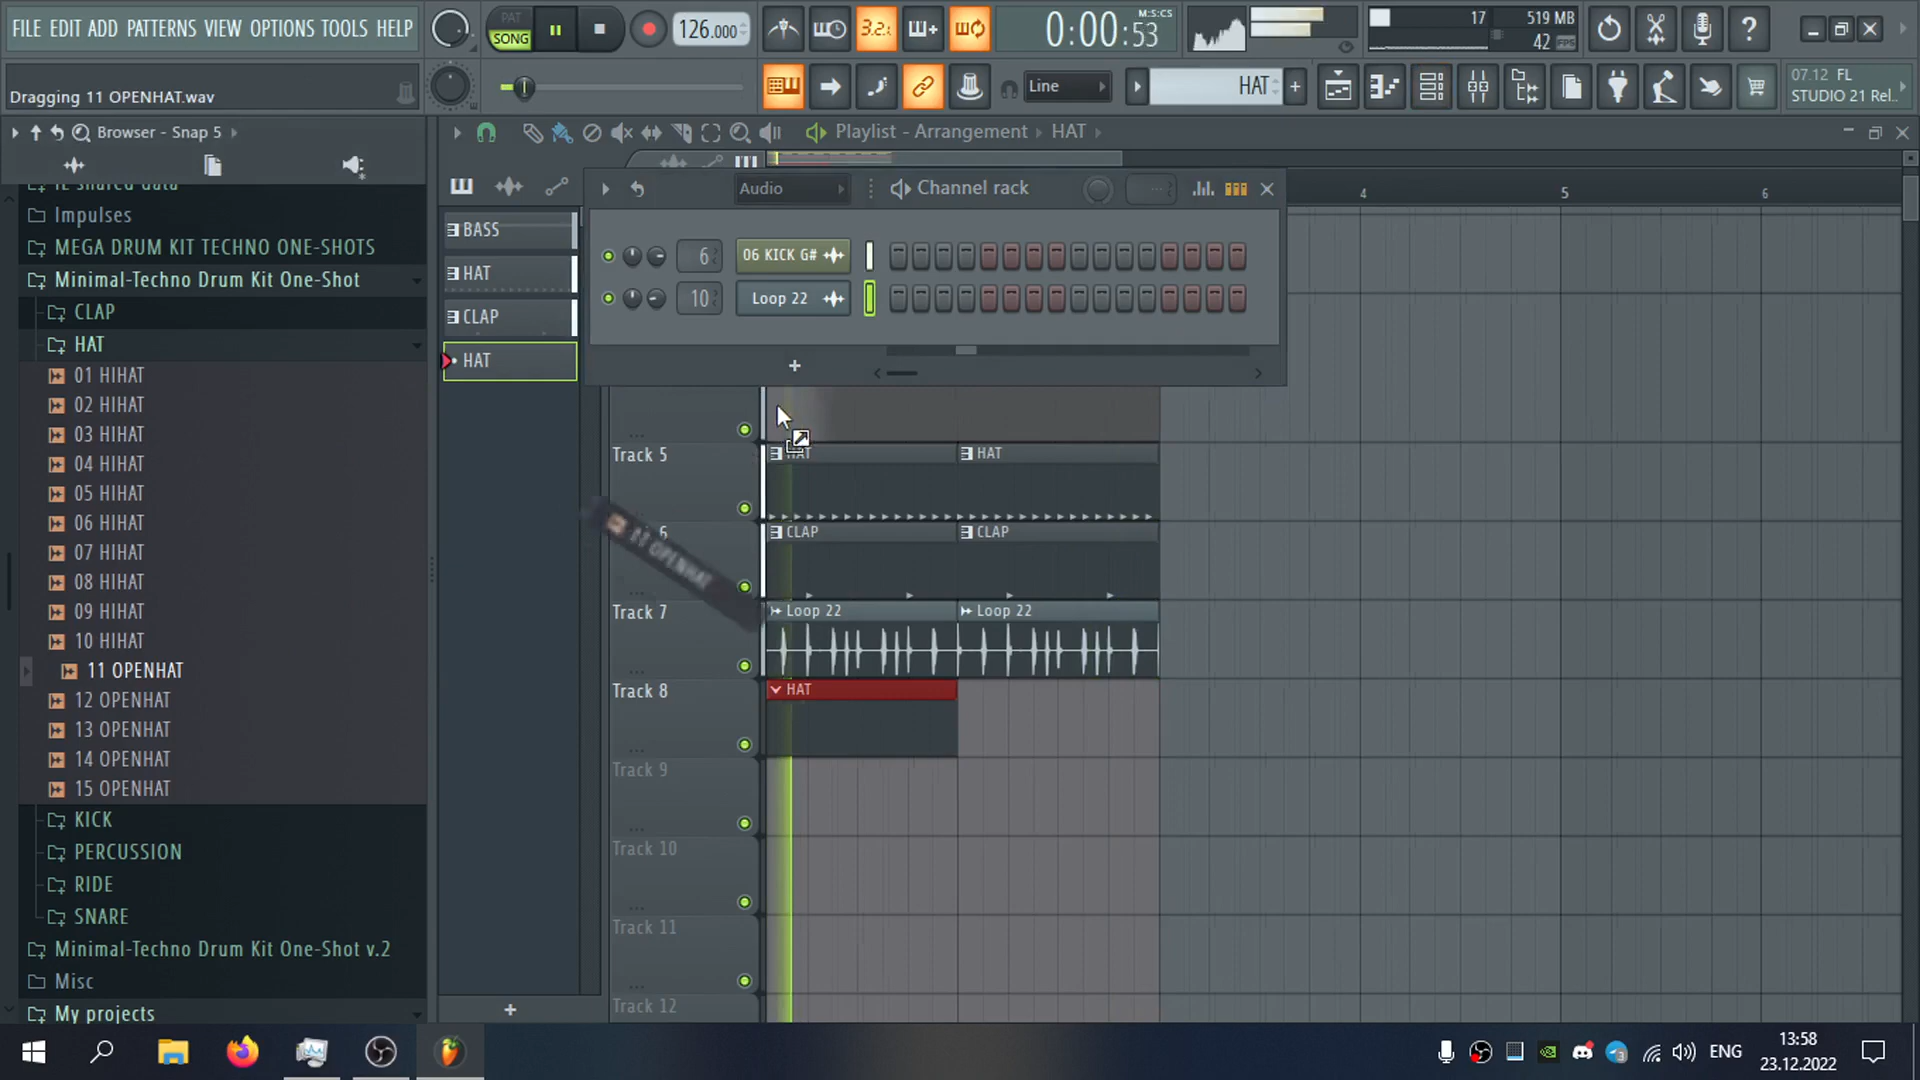 FILE EDIT ADD PATTERNS VIEW OPTIONS TOOLS HELP
PAT
SONG
126.000
3.2.
0:00:53
M:S:CS
17
519 MB
42
Dragging 11 OPENHAT.wav
Line
HAT
07.12 FL
STUDIO 21 Rel..
Browser - Snap 5
Playlist - Arrangement
HAT
Impulses
MEGA DRUM KIT TECHNO ONE-SHOTS
Minimal-Techno Drum Kit One-Shot
CLAP
HAT
01 HIHAT
02 HIHAT
03 HIHAT
04 HIHAT
05 HIHAT
06 HIHAT
07 HIHAT
08 HIHAT
09 HIHAT
10 HIHAT
11 OPENHAT
12 OPENHAT
13 OPENHAT
14 OPENHAT
15 OPENHAT
KICK
PERCUSSION
RIDE
SNARE
Minimal-Techno Drum Kit One-Shot v.2
Misc
My projects
BASS
HAT
CLAP
HAT
Audio
Channel rack
6
06 KICK G#
10
Loop 22
4
5
6
Track 5
HAT
HAT
6
CLAP
CLAP
11 OPENHAT
Track 7
Loop 22
Loop 22
Track 8
HAT
Track 9
Track 10
Track 11
Track 12
ENG
13:58
23.12.2022